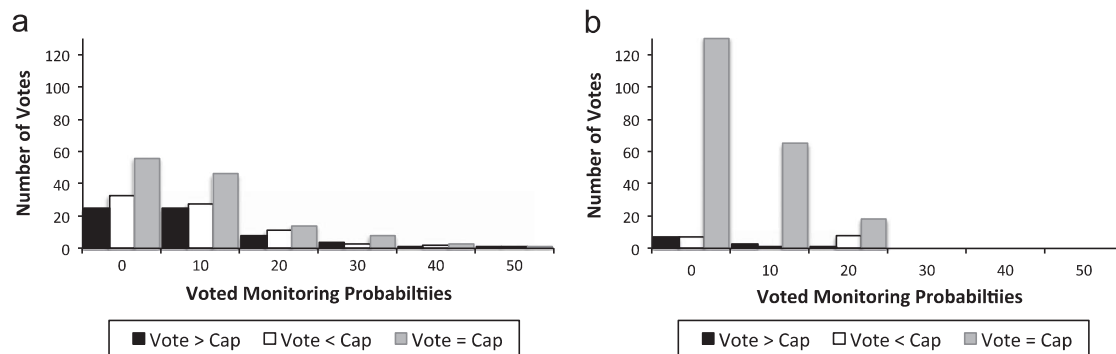 a
120
100
80
60
40
20
0
Number of Votes
0 10 20 30 40 50
Voted Monitoring Probabiltiies
Vote > Cap Vote < Cap Vote = Cap
b
120
100
80
60
40
20
0
Number of Votes
0 10 20 30 40 50
Voted Monitoring Probabiltiies
Vote > Cap Vote < Cap Vote = Cap